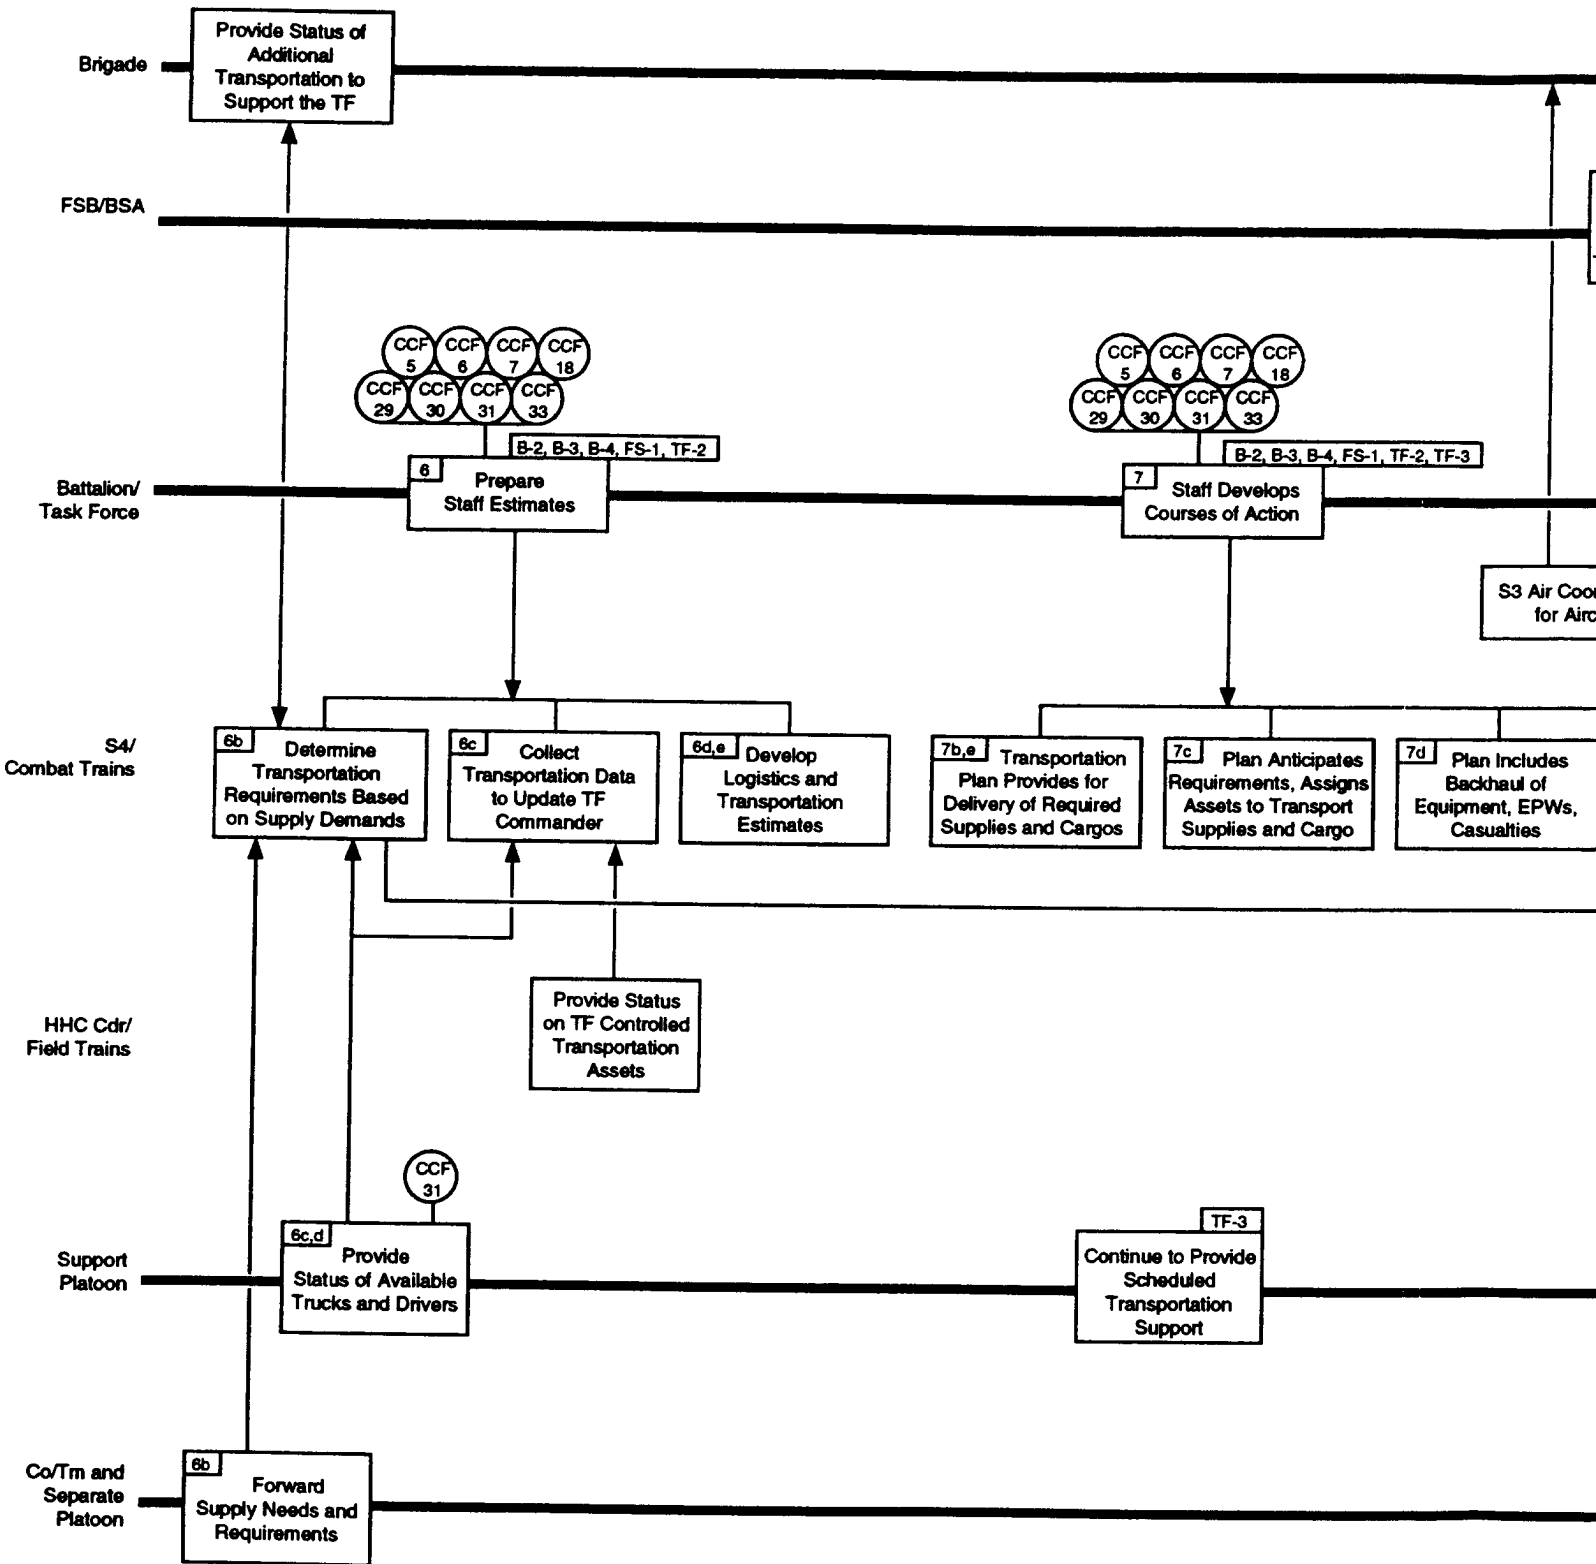 Brigade
Provide Status of
Additional
Transportation to
Support the TF
FSB/BSA
CCF
5
CCF
6
CCF
7
CCF
18
CCF
29
CCF
30
CCF
31
CCF
33
B-2, B-3, B-4, FS-1, TF-2
CCF
5
CCF
6
CCF
7
CCF
18
CCF
29
CCF
30
CCF
31
CCF
33
B-2, B-3, B-4, FS-1, TF-2, TF-3
Battalion/
Task Force
6
Prepare
Staff Estimates
7
Staff Develops
Courses of Action
S3 Air
for
S4/
Combat Trains
6b
Determine
Transportation
Requirements Based
on Supply Demands
6c
Collect
Transportation Data
to Update TF
Commander
6d,e
Develop
Logistics and
Transportation
Estimates
7b,e
Transportation
Plan Provides for
Delivery of Required
Supplies and Cargos
7c
Plan Anticipates
Requirements, Assigns
Assets to Transport
Supplies and Cargo
7d
Plan Includes
Backhaul of
Equipment, EPWs,
Casualties
HHC Cdr/
Field Trains
Provide Status
on TF Controlled
Transportation
Assets
CCF
31
Support
Platoon
6c,d
Provide
Status of Available
Trucks and Drivers
TF-3
Continue to Provide
Scheduled
Transportation
Support
Co/Tm and
Separate
Platoon
6b
Forward
Supply Needs and
Requirements